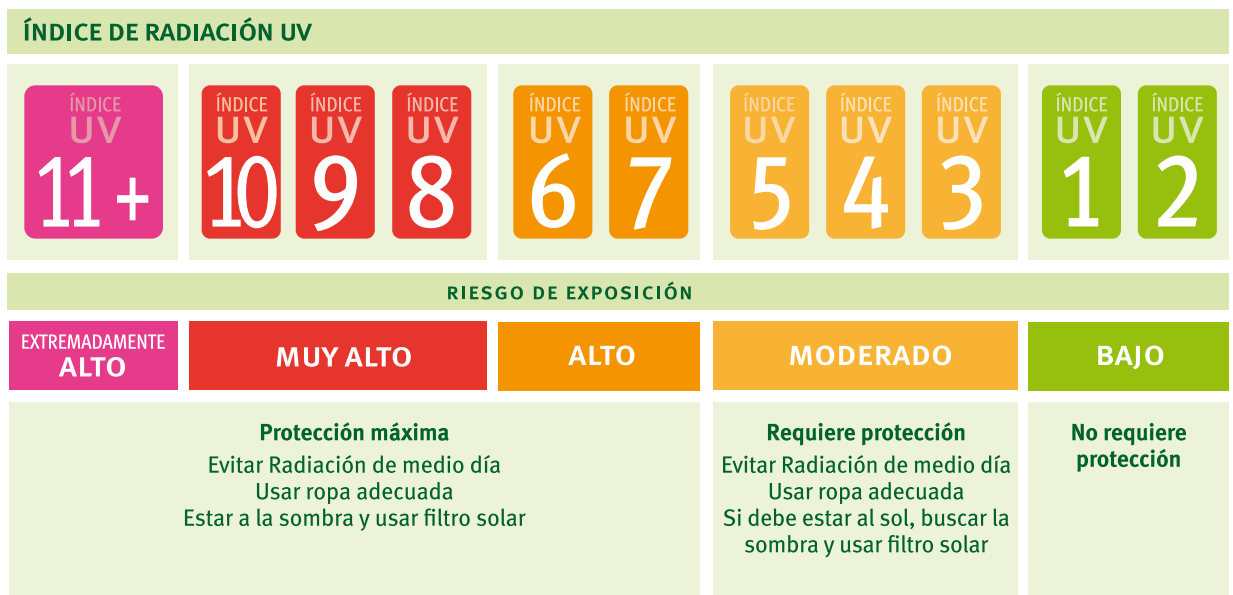 ÍNDICE DE RADIACIÓN UV
ÍNDICE
UV
11+
ÍNDICE
UV
10
ÍNDICE
UV
9
ÍNDICE
UV
8
ÍNDICE
UV
6
ÍNDICE
UV
7
ÍNDICE
UV
5
ÍNDICE
UV
4
ÍNDICE
UV
3
ÍNDICE
UV
1
ÍNDICE
UV
2
RIESGO DE EXPOSICIÓN
EXTREMADAMENTE
ALTO
MUY ALTO
ALTO
MODERADO
BAJO
Protección máxima
Evitar Radiación de medio día
Usar ropa adecuada
Estar a la sombra y usar filtro solar
Requiere protección
Evitar Radiación de medio día
Usar ropa adecuada
Si debe estar al sol, buscar la
sombra y usar filtro solar
No requiere
protección